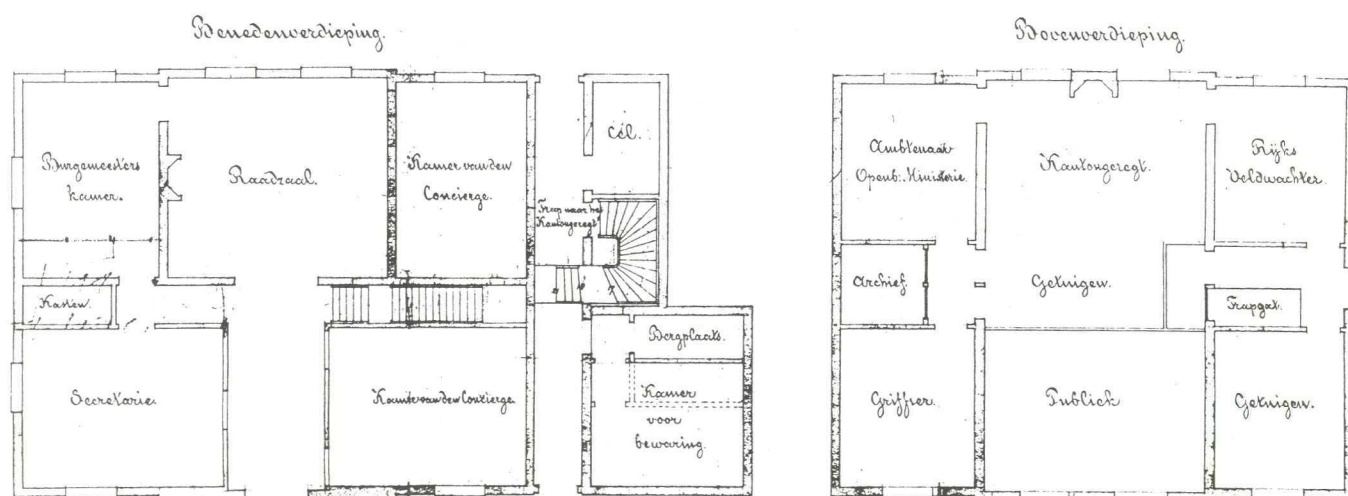 Benedenverdieping.
Burgemeesters
kamer.
Raadzaal.
Kamer van den
Concierge.
Cel.
Trap naar het
Kantongeregt
Kasten.
Secretarie.
Kamer van den Concierge
Bergplaats.
Kamer
voor
bewaring.
Bovenverdieping.
Ambtenaar
Openb: Ministerie.
Kantongeregt.
Rijks
Veldwachter.
Archief.
Getuigen.
Trapgat.
Griffier.
Publick
Getuigen.